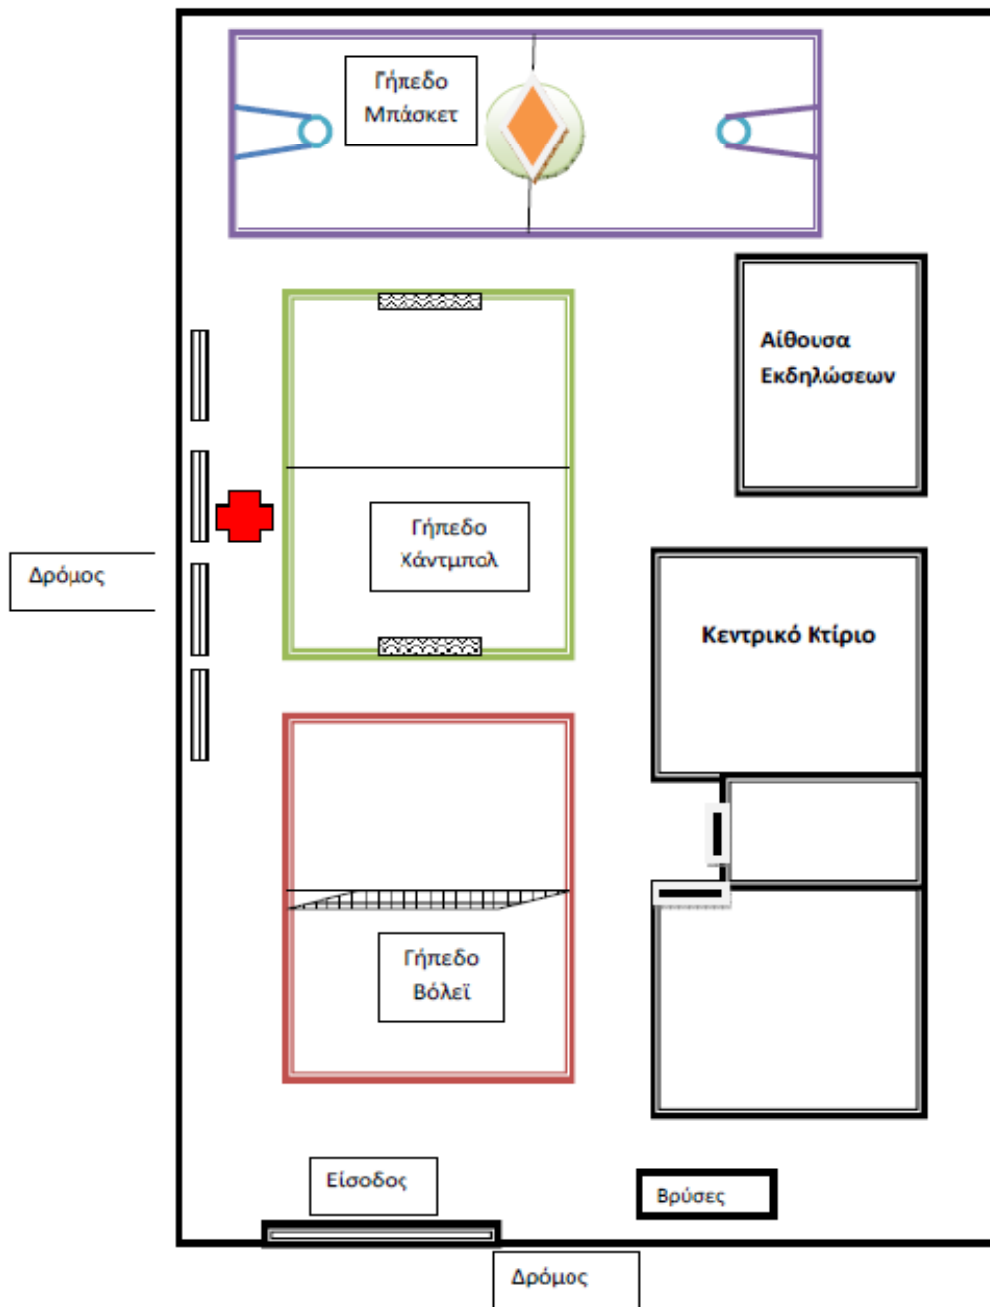 Γήπεδο
Μπάσκετ
Αίθουσα
Εκδηλώσεων
Γήπεδο
Χάντμπολ
Δρόμος
Κεντρικό Κτίριο
Γήπεδο
Βόλεϊ
Είσοδος
Βρύσες
Δρόμος